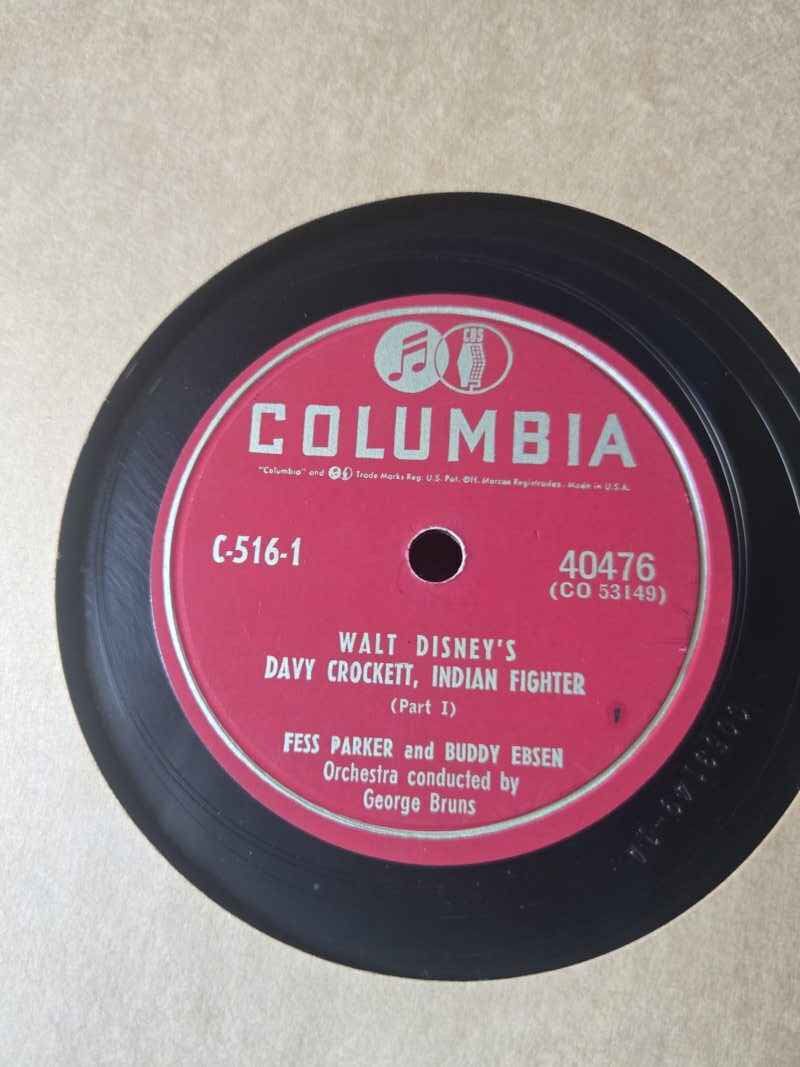 CBS
COLUMBIA
"Columbia" and Trade Marks Reg. U.S. Pat. Off. Marcas Registradas. Made in U.S.A.
C-516-1
40476
(CO 53149)
WALT DISNEY'S
DAVY CROCKETT, INDIAN FIGHTER
(Part I)
FESS PARKER and BUDDY EBSEN
Orchestra conducted by
George Bruns